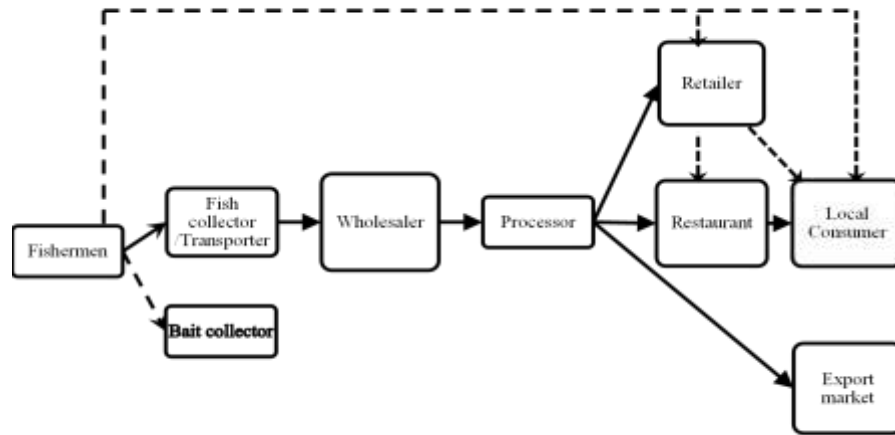 Retailer
Fish
collector
/Transporter
Wholesaler
Processor
Restaurant
Local
Consumer
Fishermen
Bait collector
Export
market